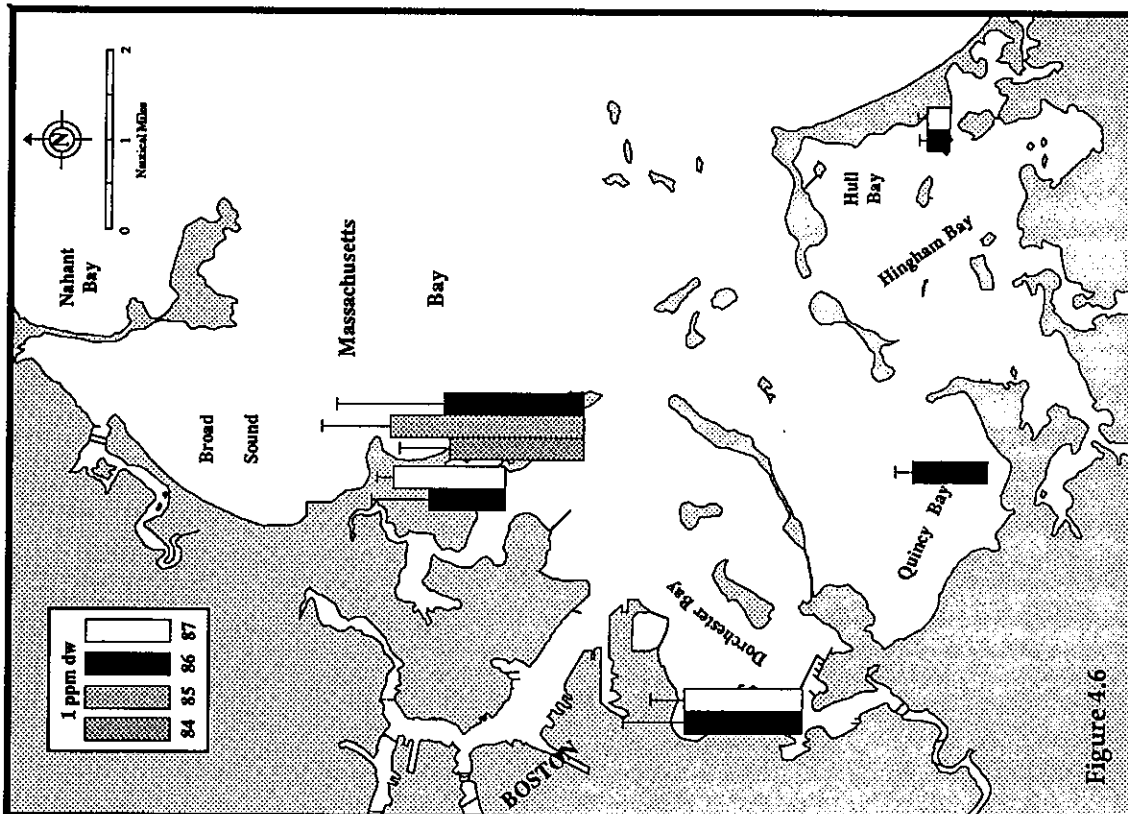 Nahant
Bay
N
0 1 2
Nautical Miles
Broad
Sound
Massachusetts
Bay
1 ppm dw
84 85 86 87
BOSTON
Dorchester Bay
Quincy Bay
Hull
Bay
Hingham Bay
Figure 4.6